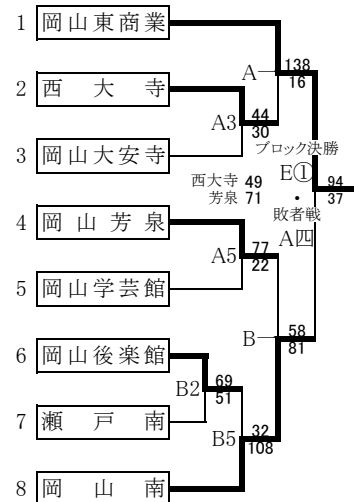 1 岡山東商業
A一 138
16
2 西大寺
A3 44
30
3 岡山大安寺
ブロック決勝
E① 94
37
西大寺 49
芳泉 71
・
敗者戦
A四
4 岡山芳泉
A5 77
22
5 岡山学芸館
B一 58
81
6 岡山後楽館
B2 69
51
7 瀬戸南
B5 32
108
8 岡山南